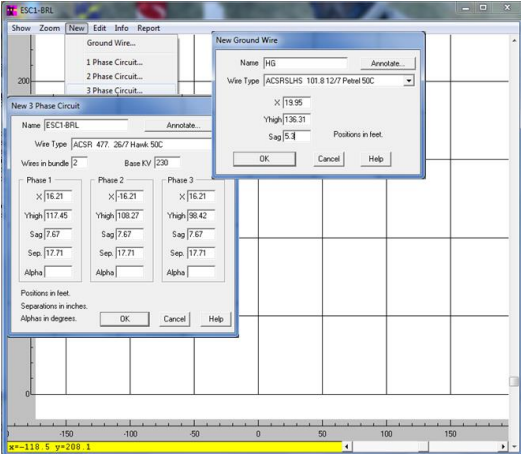 ESC1-BRL
Show Zoom New Edit Info Report
Ground Wire...
1 Phase Circuit...
2 Phase Circuit...
3 Phase Circuit...
New Ground Wire
Name HG Annotate...
Wire Type ACSRSLHS 101.8 12/7 Petrel 50C
X 19.95
Yhigh 136.31
Sag 5.3 Positions in feet.
OK Cancel Help
New 3 Phase Circuit
Name ESC1-BRL Annotate...
Wire Type ACSR 477. 26/7 Hawk 50C
Wires in bundle 2 Base KV 230
Phase 1 Phase 2 Phase 3
X 16.21 X -16.21 X 16.21
Yhigh 117.45 Yhigh 108.27 Yhigh 98.42
Sag 7.67 Sag 7.67 Sag 7.67
Sep. 17.71 Sep. 17.71 Sep. 17.71
Alpha Alpha Alpha
Positions in feet.
Separations in inches.
Alphas in degrees. OK Cancel Help
200
0
-150 -100 -50 0 50 100 150
x=-118.5 y=208.1